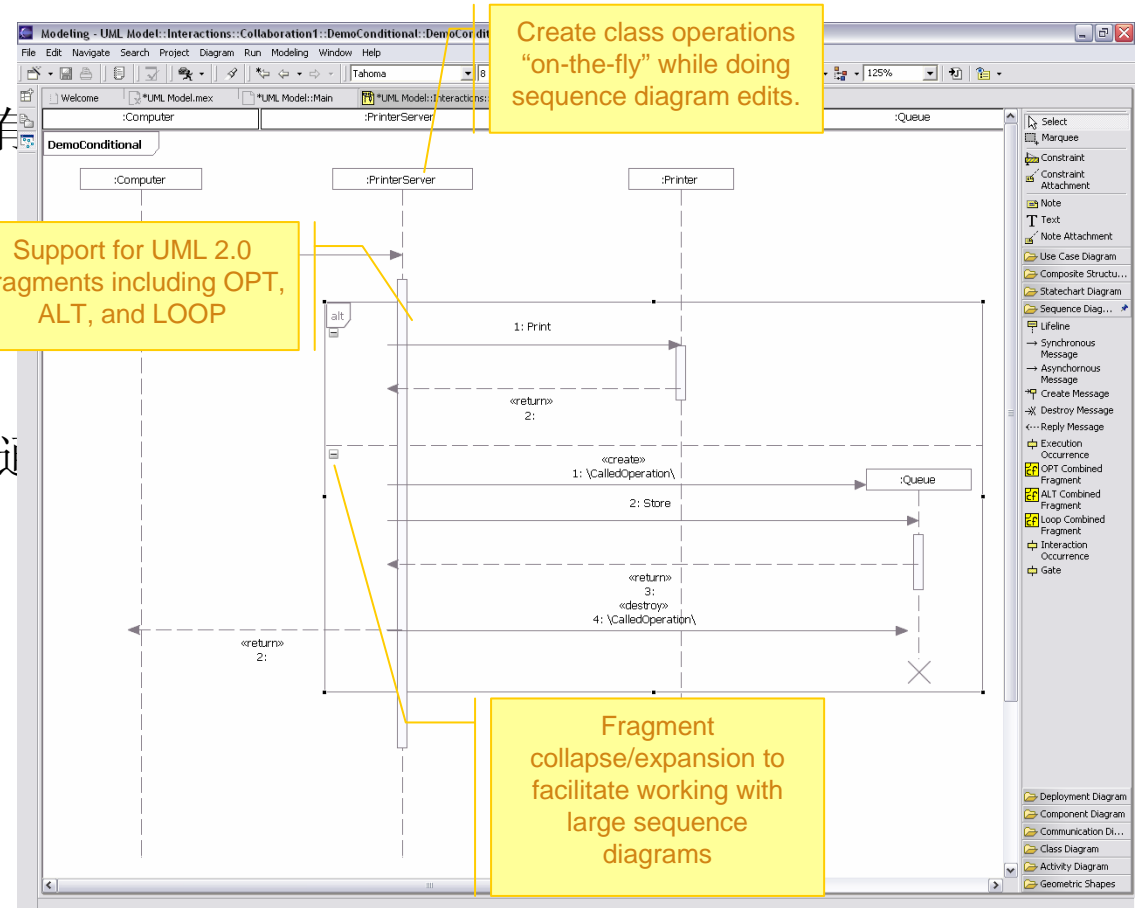 Modeling - UML Model::Interactions::Collaboration1::DemoConditional::DemoCondit
File Edit Navigate Search Project Diagram Run Modeling Window Help
Tahoma
8
125%
Create class operations
“on-the-fly” while doing
sequence diagram edits.
Welcome
*UML Model.mex
*UML Model::Main
*UML Model::Interactions::
:Computer
:PrinterServer
:Queue
DemoConditional
:Computer
:PrinterServer
:Printer
Support for UML 2.0
ragments including OPT,
ALT, and LOOP
alt
1: Print
«return»
2:
«create»
1: \CalledOperation\
:Queue
2: Store
«return»
3:
«destroy»
4: \CalledOperation\
«return»
2:
Fragment
collapse/expansion to
facilitate working with
large sequence
diagrams
Select
Marquee
Constraint
Constraint
Attachment
Note
T Text
Note Attachment
Use Case Diagram
Composite Structu...
Statechart Diagram
Sequence Diag...
Lifeline
Synchronous
Message
Asynchornous
Message
Create Message
Destroy Message
Reply Message
Execution
Occurrence
OPT Combined
Fragment
ALT Combined
Fragment
Loop Combined
Fragment
Interaction
Occurrence
Gate
Deployment Diagram
Component Diagram
Communication Di...
Class Diagram
Activity Diagram
Geometric Shapes